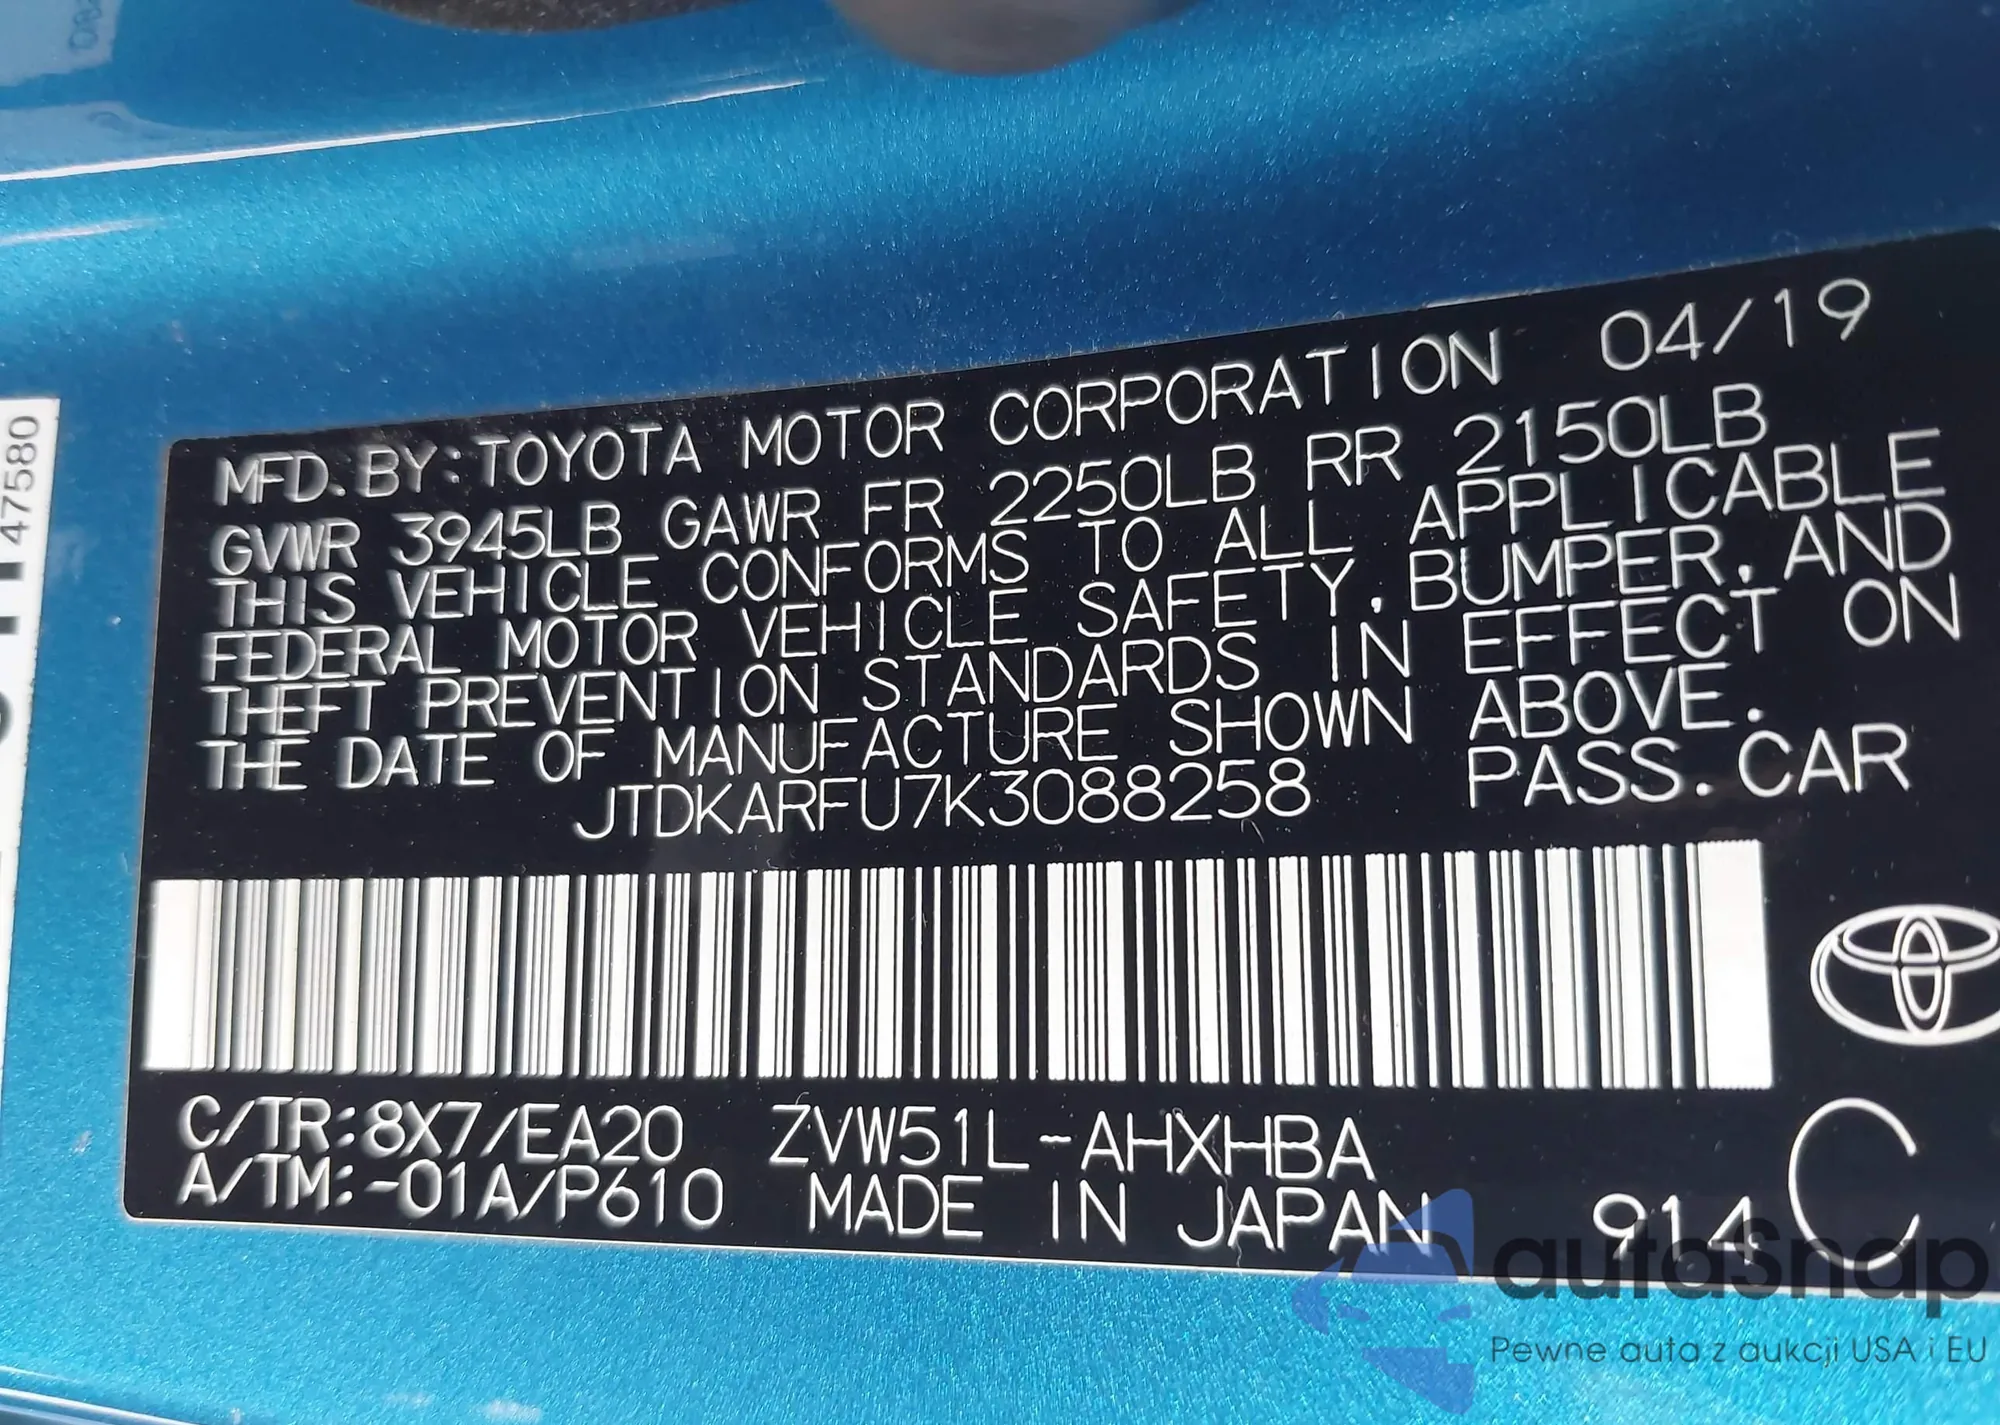 MFD.BY:TOYOTA MOTOR CORPORATION 04/19
GVWR 3945LB GAWR FR 2250LB RR 2150LB
THIS VEHICLE CONFORMS TO ALL APPLICABLE
FEDERAL MOTOR VEHICLE SAFETY,BUMPER,AND
THEFT PREVENTION STANDARDS IN EFFECT ON
THE DATE OF MANUFACTURE SHOWN ABOVE.
JTDKARFU7K3088258 PASS.CAR
C/TR:8X7/EA20 ZVW51L-AHXHBA C
A/TM:-01A/P610 MADE IN JAPAN 914
147580
autoSnap
Pewne auta z aukcji USA i EU